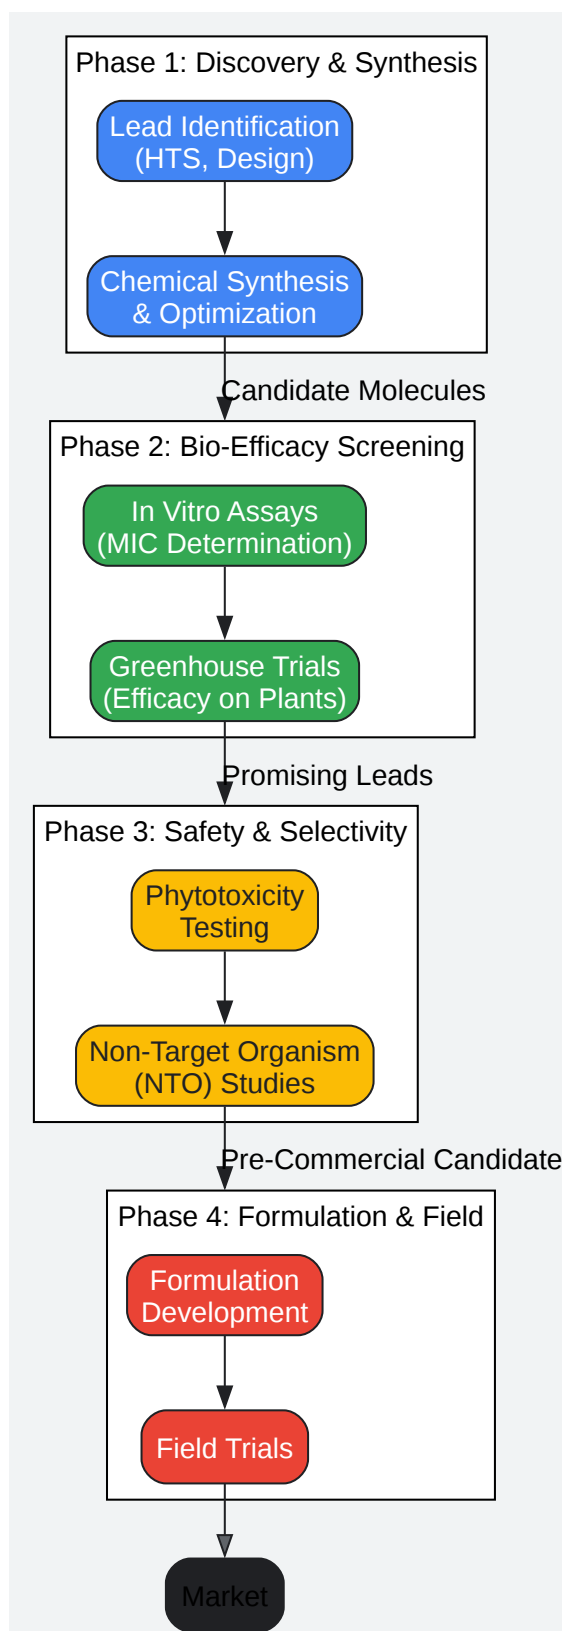 Phase 1: Discovery & Synthesis
Lead Identification
(HTS, Design)
Chemical Synthesis
& Optimization
Candidate Molecules
Phase 2: Bio-Efficacy Screening
In Vitro Assays
(MIC Determination)
Greenhouse Trials
(Efficacy on Plants)
Promising Leads
Phase 3: Safety & Selectivity
Phytotoxicity
Testing
Non-Target Organism
(NTO) Studies
Pre-Commercial Candidate
Phase 4: Formulation & Field
Formulation
Development
Field Trials
Market